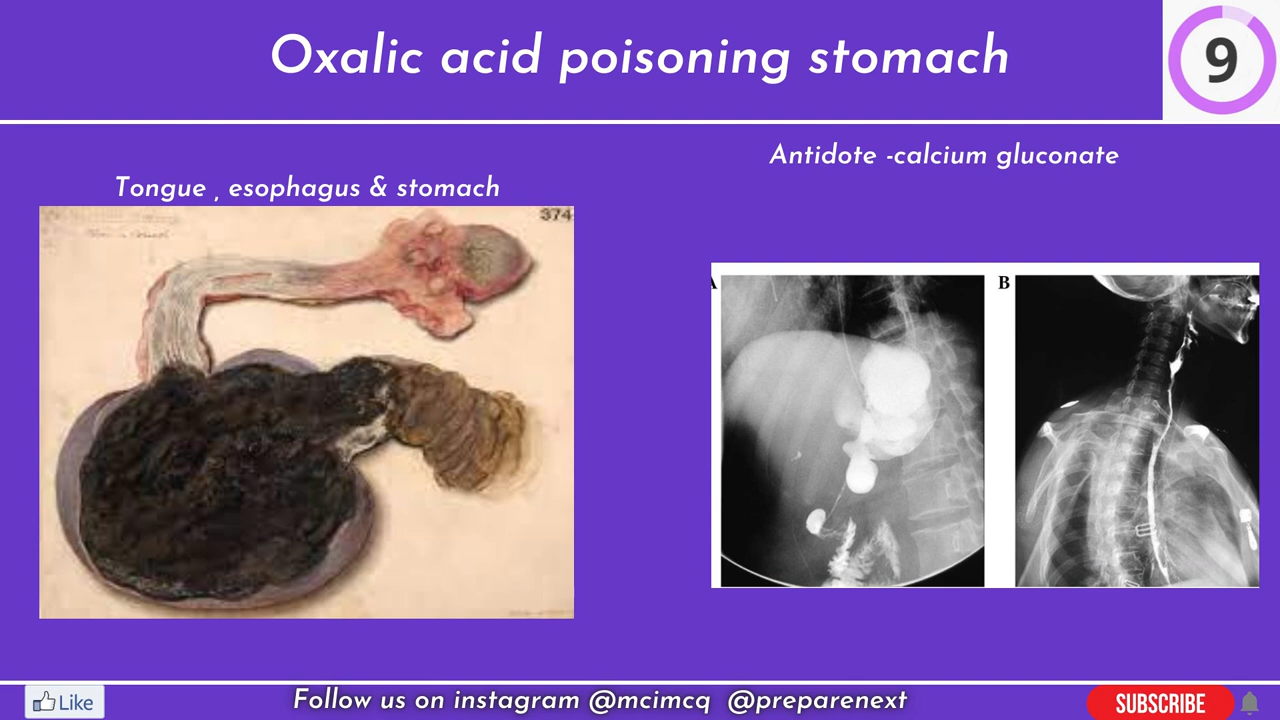 Oxalic acid poisoning stomach
9
Antidote -calcium gluconate
Tongue , esophagus & stomach
374
B
Like
Follow us on instagram @mcimcq @preparenext
SUBSCRIBE